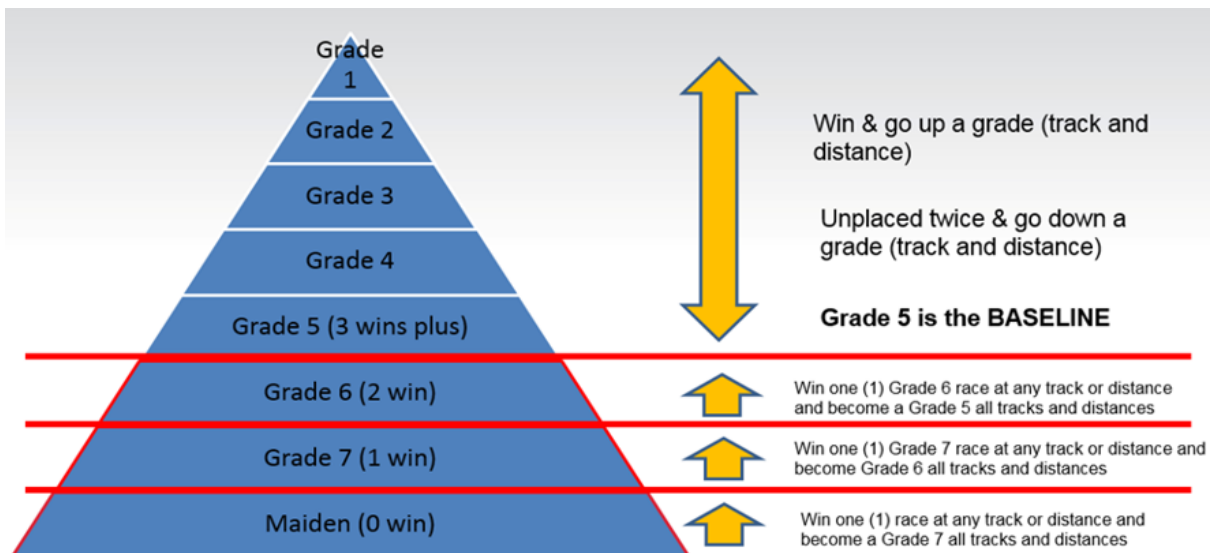 Grade
1
Grade 2
Grade 3
Grade 4
Grade 5 (3 wins plus)
Grade 6 (2 win)
Grade 7 (1 win)
Maiden (0 win)
Win & go up a grade (track and
distance)
Unplaced twice & go down a
grade (track and distance)
Grade 5 is the BASELINE
Win one (1) Grade 6 race at any track or distance
and become a Grade 5 all tracks and distances
Win one (1) Grade 7 race at any track or distance and
become Grade 6 all tracks and distances
Win one (1) race at any track or distance and
become a Grade 7 all tracks and distances